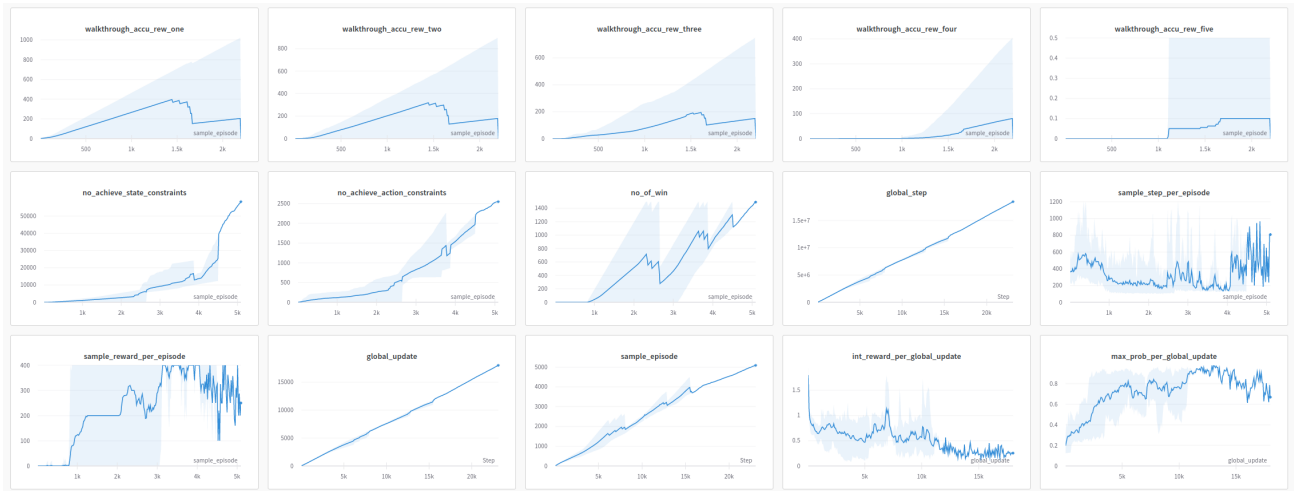 walkthrough_accu_rew_one
1000
800
600
400
200
0
sample_episode
500 1k 1.5k 2k
walkthrough_accu_rew_two
800
600
400
200
0
sample_episode
500 1k 1.5k 2k
walkthrough_accu_rew_three
600
400
200
0
sample_episode
500 1k 1.5k 2k
walkthrough_accu_rew_four
400
300
200
100
0
sample_episode
500 1k 1.5k 2k
walkthrough_accu_rew_five
0.5
0.4
0.3
0.2
0.1
0
sample_episode
500 1k 1.5k 2k
no_achieve_state_constraints
50000
40000
30000
20000
10000
0
sample_episode
1k 2k 3k 4k 5k
no_achieve_action_constraints
2500
2000
1500
1000
500
0
sample_episode
1k 2k 3k 4k 5k
no_of_win
1400
1200
1000
800
600
400
200
0
sample_episode
1k 2k 3k 4k 5k
global_step
1.5e+7
1e+7
5e+6
0
Step
5k 10k 15k 20k
sample_step_per_episode
1200
1000
800
600
400
200
0
sample_episode
1k 2k 3k 4k 5k
sample_reward_per_episode
400
300
200
100
0
sample_episode
1k 2k 3k 4k 5k
global_update
15000
10000
5000
0
Step
5k 10k 15k 20k
sample_episode
5000
4000
3000
2000
1000
0
Step
5k 10k 15k 20k
int_reward_per_global_update
1.5
1
0.5
0
global_update
5k 10k 15k
max_prob_per_global_update
0.8
0.6
0.4
0.2
0
global_update
5k 10k 15k